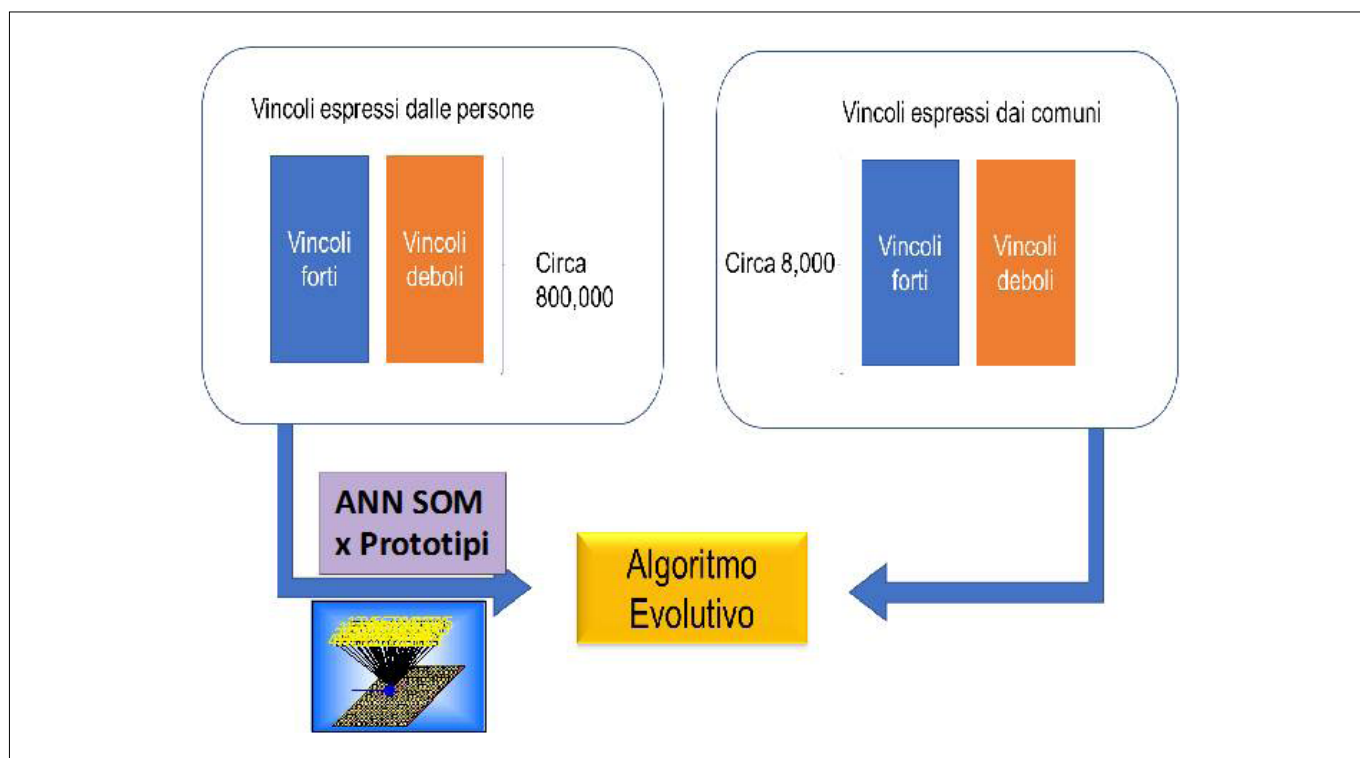 Vincoli espressi dalle persone
Vincoli
forti
Vincoli
deboli
Circa
800,000
Vincoli espressi dai comuni
Circa 8,000
Vincoli
forti
Vincoli
deboli
ANN SOM
x Prototipi
Algoritmo
Evolutivo